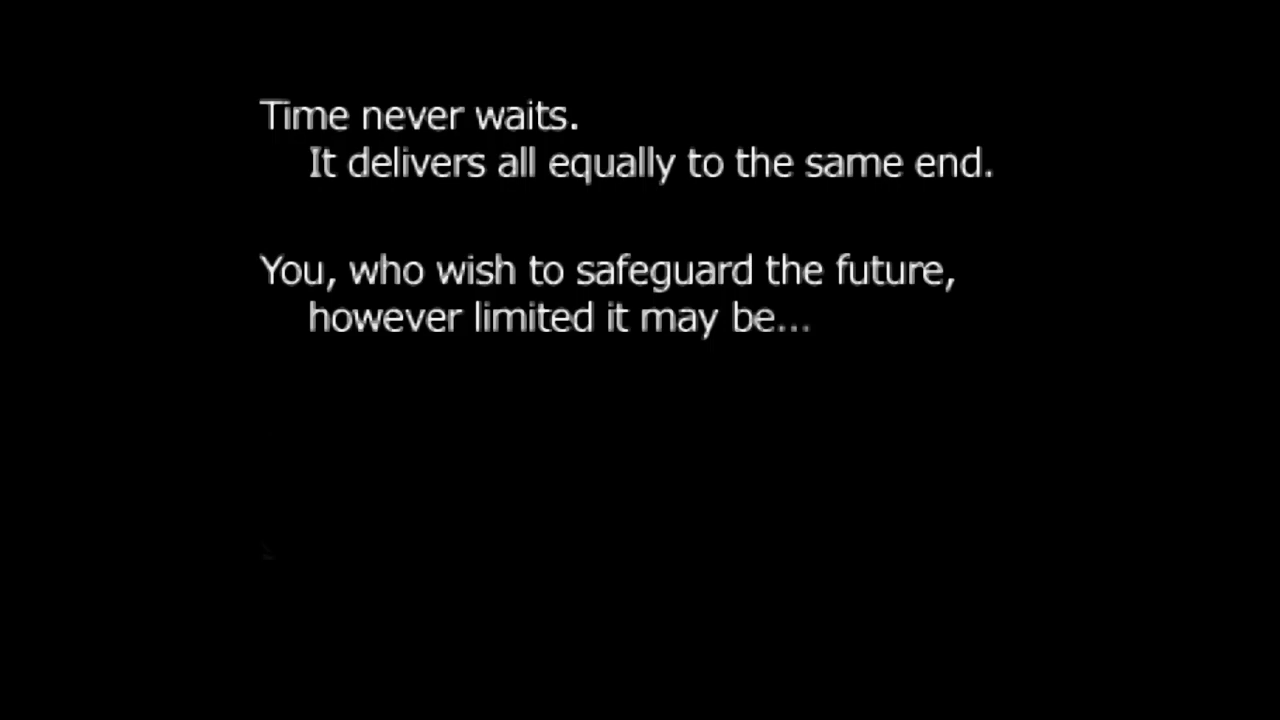 Time never waits.
It delivers all equally to the same end.
You, who wish to safeguard the future,
however limited it may be...